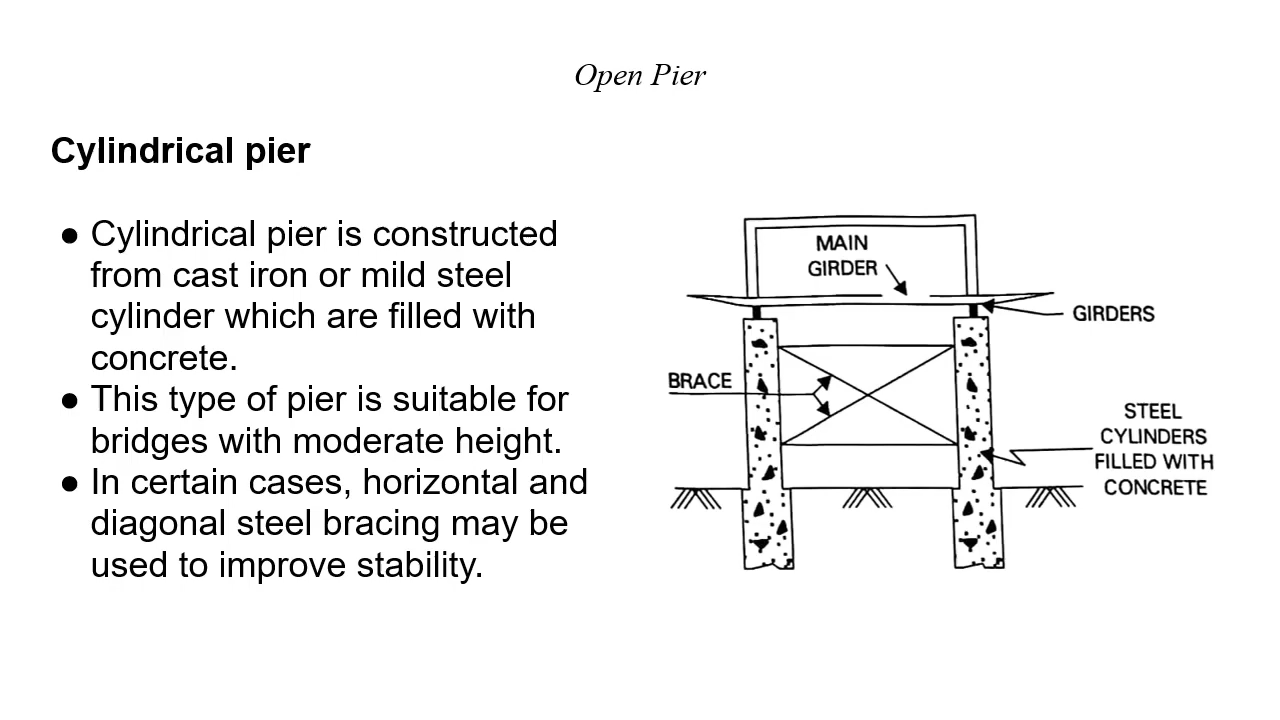 Open Pier
Cylindrical pier
● Cylindrical pier is constructed
from cast iron or mild steel
cylinder which are filled with
concrete.
● This type of pier is suitable for
bridges with moderate height.
● In certain cases, horizontal and
diagonal steel bracing may be
used to improve stability.
MAIN
GIRDER
GIRDERS
BRACE
STEEL
CYLINDERS
FILLED WITH
CONCRETE